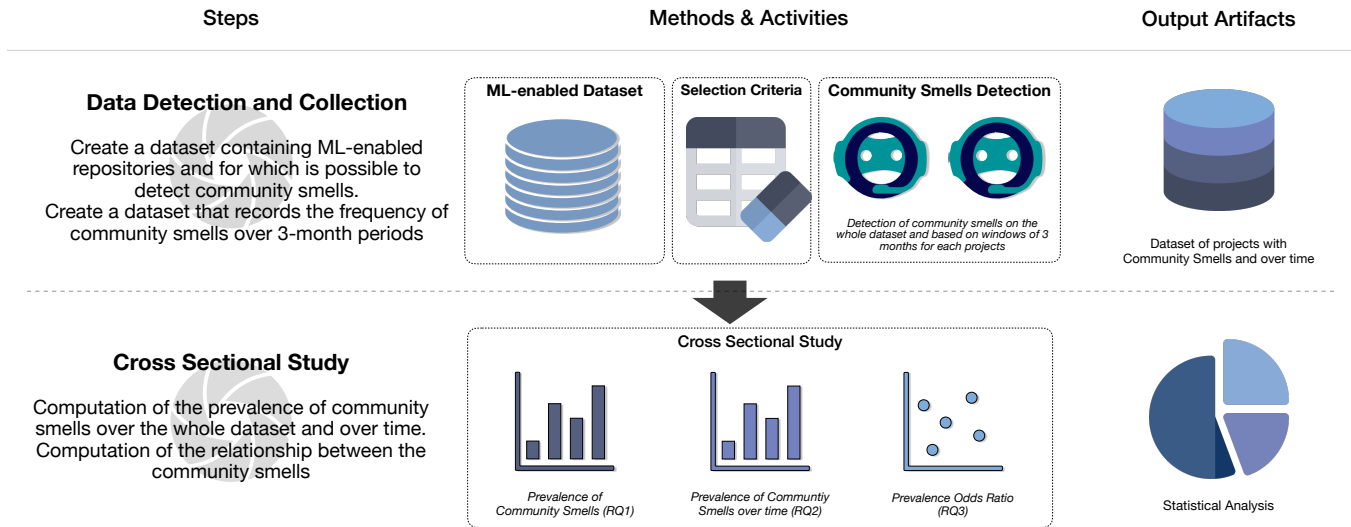 Steps
Methods & Activities
Output Artifacts
Data Detection and Collection
Create a dataset containing ML-enabled
repositories and for which is possible to
detect community smells.
Create a dataset that records the frequency of
community smells over 3-month periods
ML-enabled Dataset
Selection Criteria
Community Smells Detection
Detection of community smells on the
whole dataset and based on windows of 3
months for each projects
Dataset of projects with
Community Smells and over time
Cross Sectional Study
Computation of the prevalence of community
smells over the whole dataset and over time.
Computation of the relationship between the
community smells
Cross Sectional Study
Prevalence of
Community Smells (RQ1)
Prevalence of Communtiy
Smells over time (RQ2)
Prevalence Odds Ratio
(RQ3)
Statistical Analysis